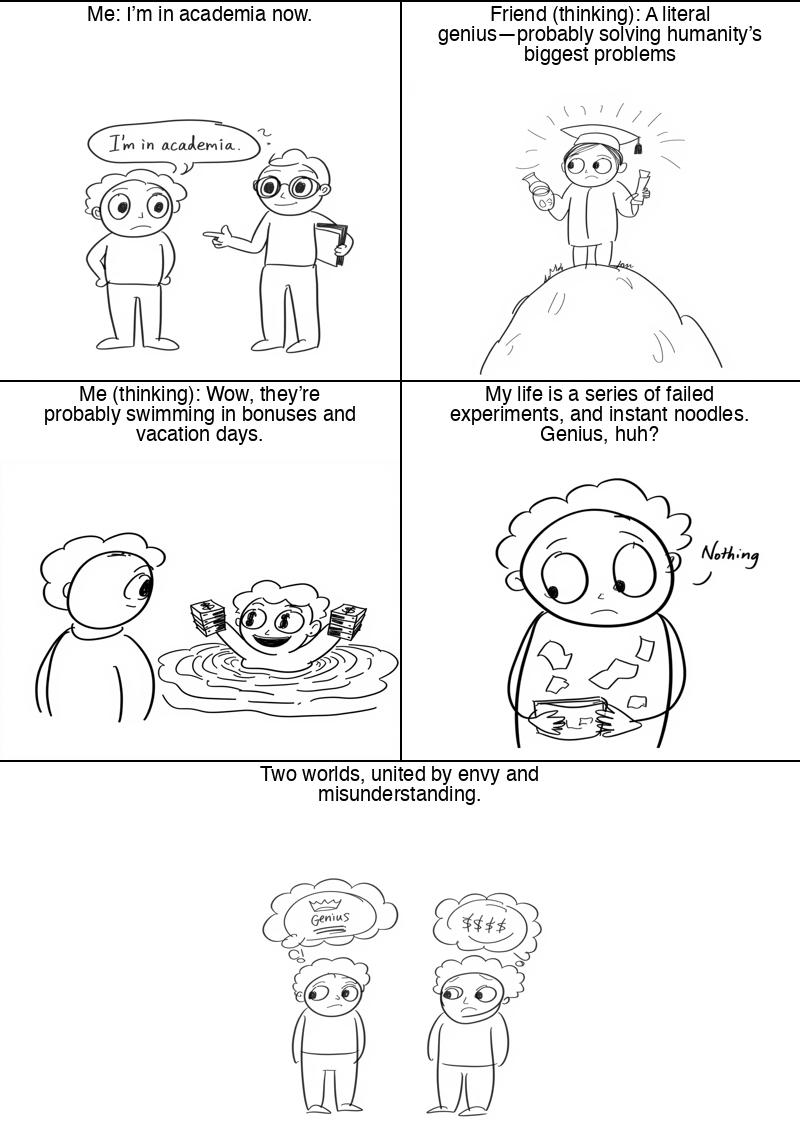 Me: I’m in academia now.
I'm in academia.
Friend (thinking): A literal
genius—probably solving humanity’s
biggest problems
Me (thinking): Wow, they’re
probably swimming in bonuses and
vacation days.
My life is a series of failed
experiments, and instant noodles.
Genius, huh?
Nothing
Two worlds, united by envy and
misunderstanding.
Genius
$$$$